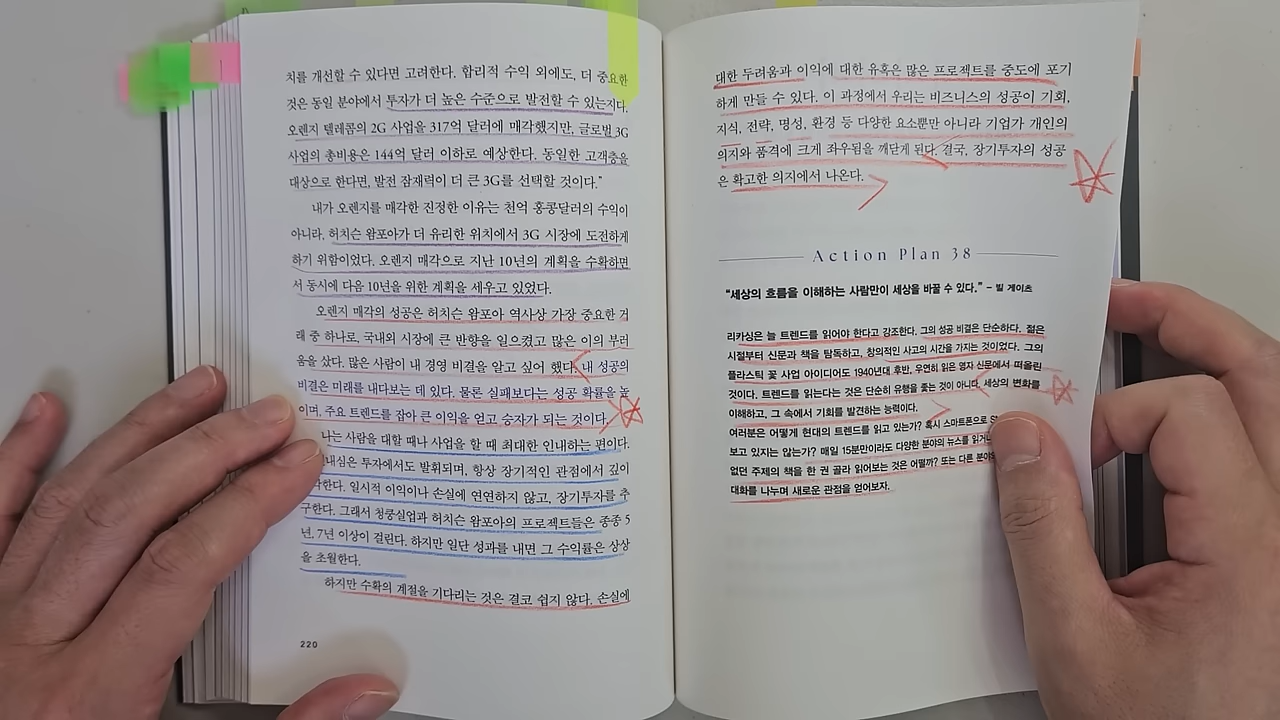 치를 개선할 수 있다면 고려한다. 합리적 수익 외에도, 더 중요한
것은 동일 분야에서 투자가 더 높은 수준으로 발전할 수 있는지다.
오렌지 텔레콤의 2G 사업을 317억 달러에 매각했지만, 글로벌 3G
사업의 총비용은 144억 달러 이하로 예상한다. 동일한 고객층을
대상으로 한다면, 발전 잠재력이 더 큰 3G를 선택할 것이다.”
내가 오렌지를 매각한 진정한 이유는 천억 홍콩달러의 수익이
아니라, 허치슨 왐포아가 더 유리한 위치에서 3G 시장에 도전하게
하기 위함이었다. 오렌지 매각으로 지난 10년의 계획을 수확하면
서 동시에 다음 10년을 위한 계획을 세우고 있었다.
오렌지 매각의 성공은 허치슨 왐포아 역사상 가장 중요한 거
래 중 하나로, 국내외 시장에 큰 반향을 일으켰고 많은 이의 부러
움을 샀다. 많은 사람이 내 경영 비결을 알고 싶어 했다. 내 성공의
비결은 미래를 내다보는 데 있다. 물론 실패보다는 성공 확률을 높
이며, 주요 트렌드를 잡아 큰 이익을 얻고 승자가 되는 것이다.
나는 사람을 대할 때나 사업을 할 때 최대한 인내하는 편이다.
내심은 투자에서도 발휘되며, 항상 장기적인 관점에서 깊이
한다. 일시적 이익이나 손실에 연연하지 않고, 장기투자를 추
구한다. 그래서 청쿵실업과 허치슨 왐포아의 프로젝트들은 종종 5
년, 7년 이상이 걸린다. 하지만 일단 성과를 내면 그 수익률은 상상
을 초월한다.
하지만 수확의 계절을 기다리는 것은 결코 쉽지 않다. 손실에
220
대한 두려움과 이익에 대한 유혹은 많은 프로젝트를 중도에 포기
하게 만들 수 있다. 이 과정에서 우리는 비즈니스의 성공이 기회,
지식, 전략, 명성, 환경 등 다양한 요소뿐만 아니라 기업가 개인의
의지와 품격에 크게 좌우됨을 깨닫게 된다. 결국, 장기투자의 성공
은 확고한 의지에서 나온다.
Action Plan 38
“세상의 흐름을 이해하는 사람만이 세상을 바꿀 수 있다.” – 빌 게이츠
리카싱은 늘 트렌드를 읽어야 한다고 강조한다. 그의 성공 비결은 단순하다. 젊은
시절부터 신문과 책을 탐독하고, 창의적인 사고의 시간을 가지는 것이었다. 그의
플라스틱 꽃 사업 아이디어도 1940년대 후반, 우연히 읽은 영자 신문에서 떠올린
것이다. 트렌드를 읽는다는 것은 단순히 유행을 좇는 것이 아니다. 세상의 변화를
이해하고, 그 속에서 기회를 발견하는 능력이다.
여러분은 어떻게 현대의 트렌드를 읽고 있는가? 혹시 스마트폰으로
보고 있지는 않는가? 매일 15분만이라도 다양한 분야의 뉴스를
없던 주제의 책을 한 권 골라 읽어보는 것은 어떨까? 또는 다른
대화를 나누며 새로운 관점을 얻어보자.